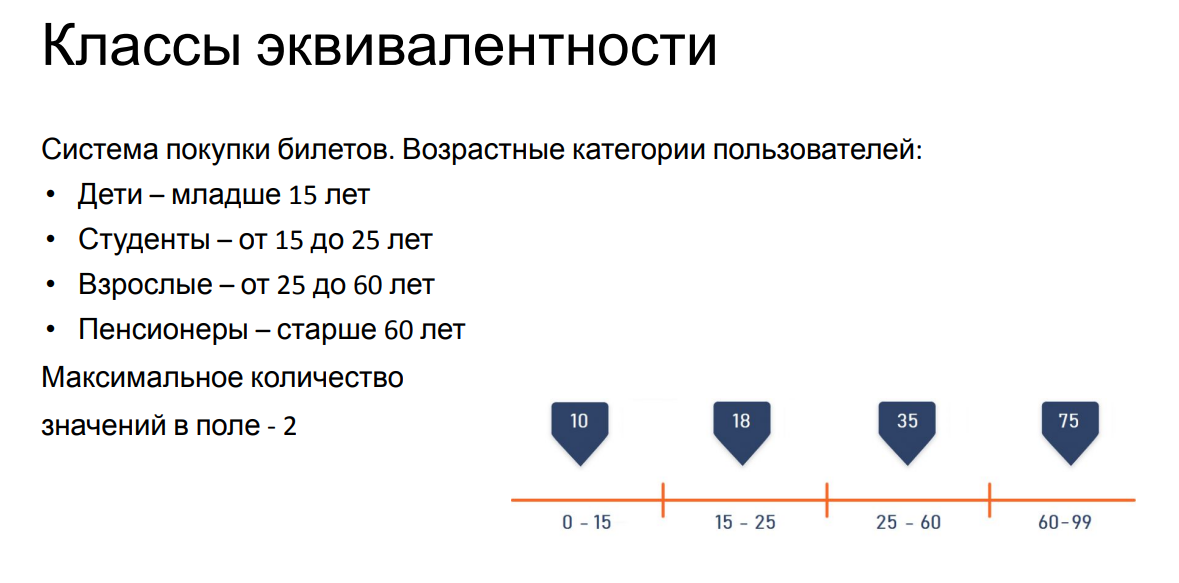 Классы эквивалентности
Система покупки билетов. Возрастные категории пользователей:
• Дети – младше 15 лет
• Студенты – от 15 до 25 лет
• Взрослые – от 25 до 60 лет
• Пенсионеры – старше 60 лет
Максимальное количество
значений в поле - 2
10 18 35 75
0 – 15 15 – 25 25 – 60 60–99